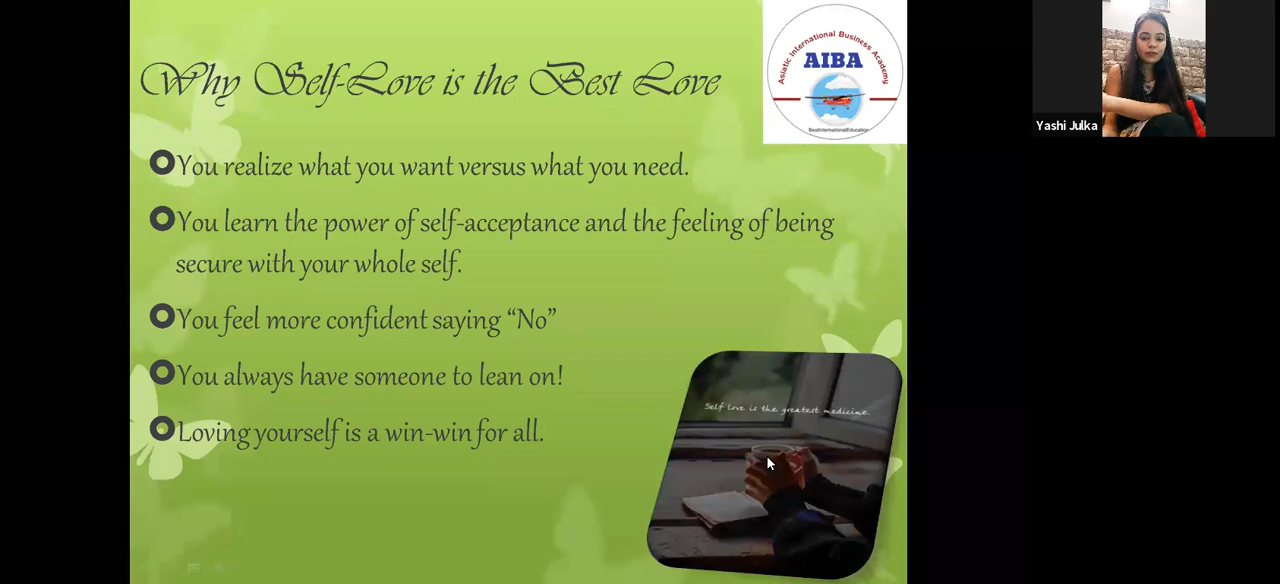 Why Self-Love is the Best Love
Asiatic International Business Academy
AIBA
BestInternationalEducation
You realize what you want versus what you need.
You learn the power of self-acceptance and the feeling of being
secure with your whole self.
You feel more confident saying “No”
You always have someone to lean on!
Loving yourself is a win-win for all.
Self love is the greatest medicine.
Yashi Julka